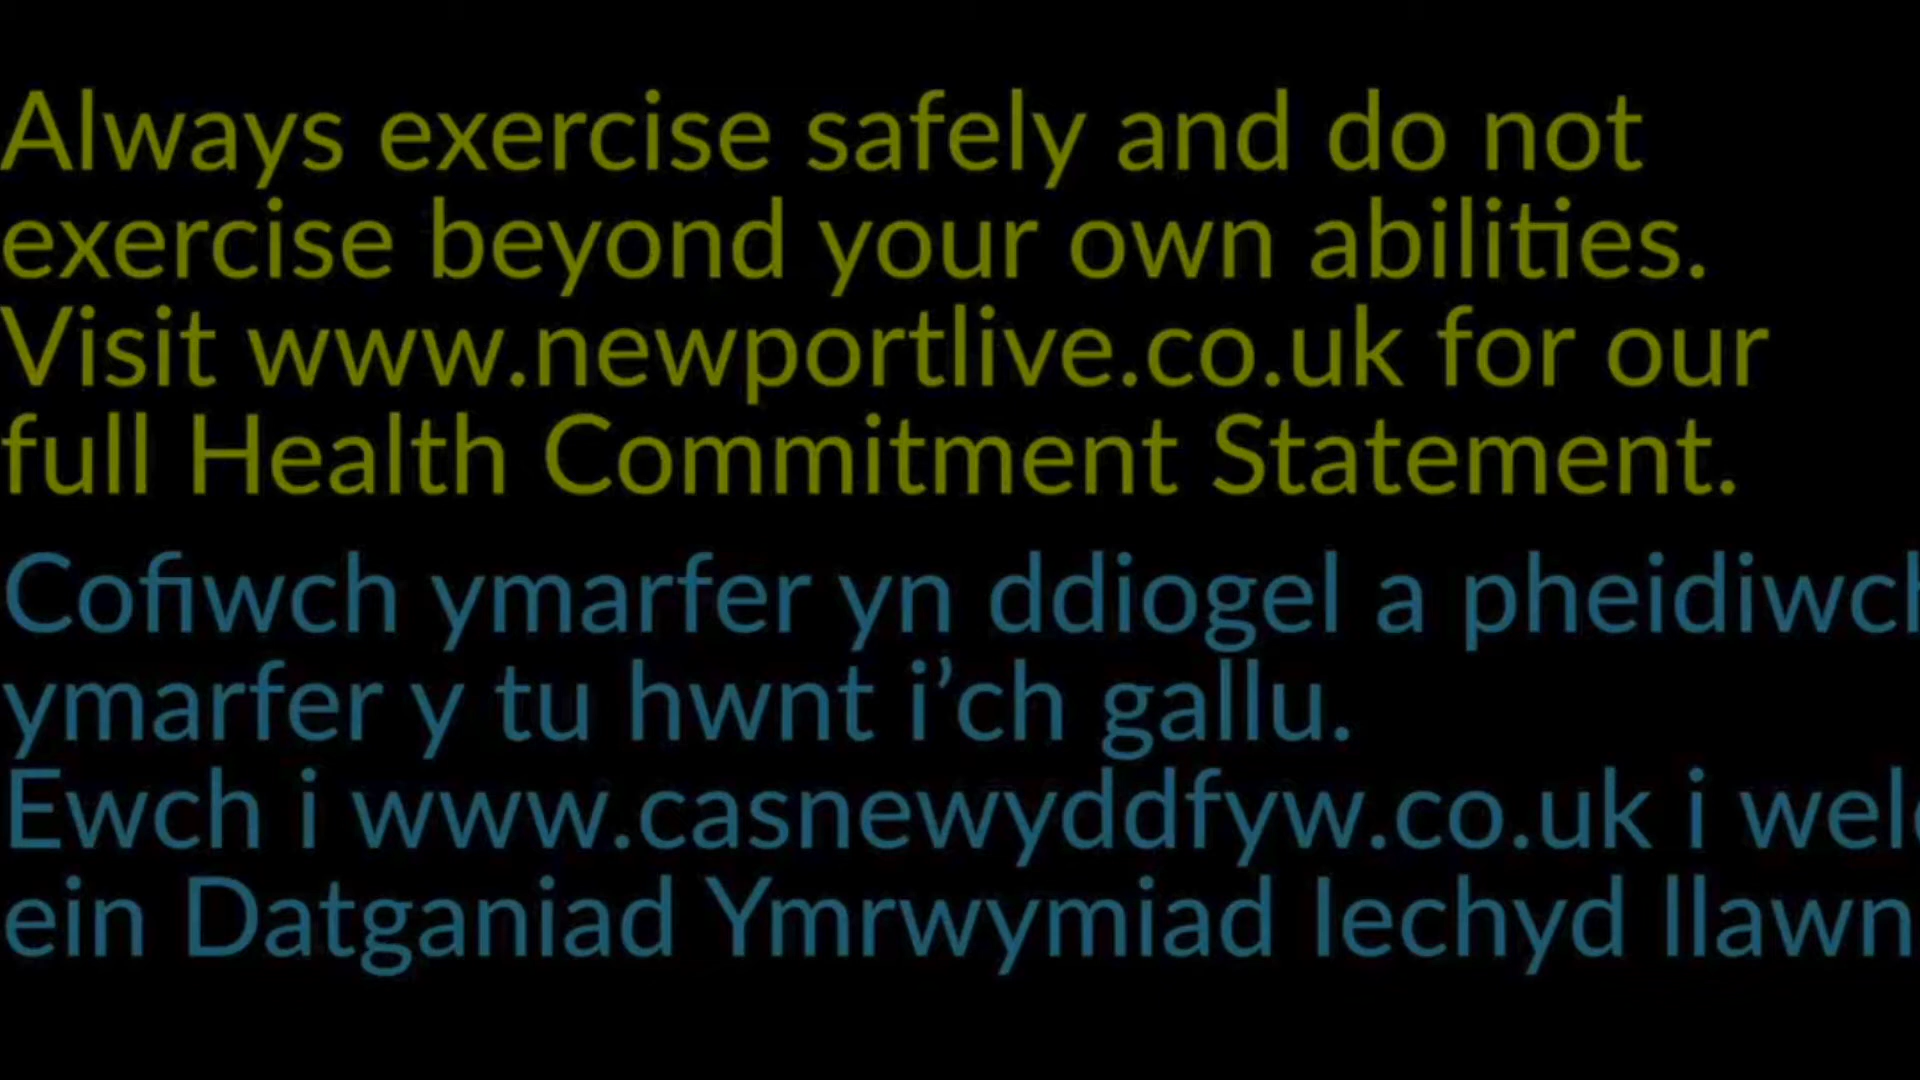 Always exercise safely and do not
exercise beyond your own abilities.
Visit www.newportlive.co.uk for our
full Health Commitment Statement.
Cofiwch ymarfer yn ddiogel a pheidiwch
ymarfer y tu hwnt i’ch gallu.
Ewch i www.casnewyddfyw.co.uk i weld
ein Datganiad Ymrwymiad Iechyd llawn